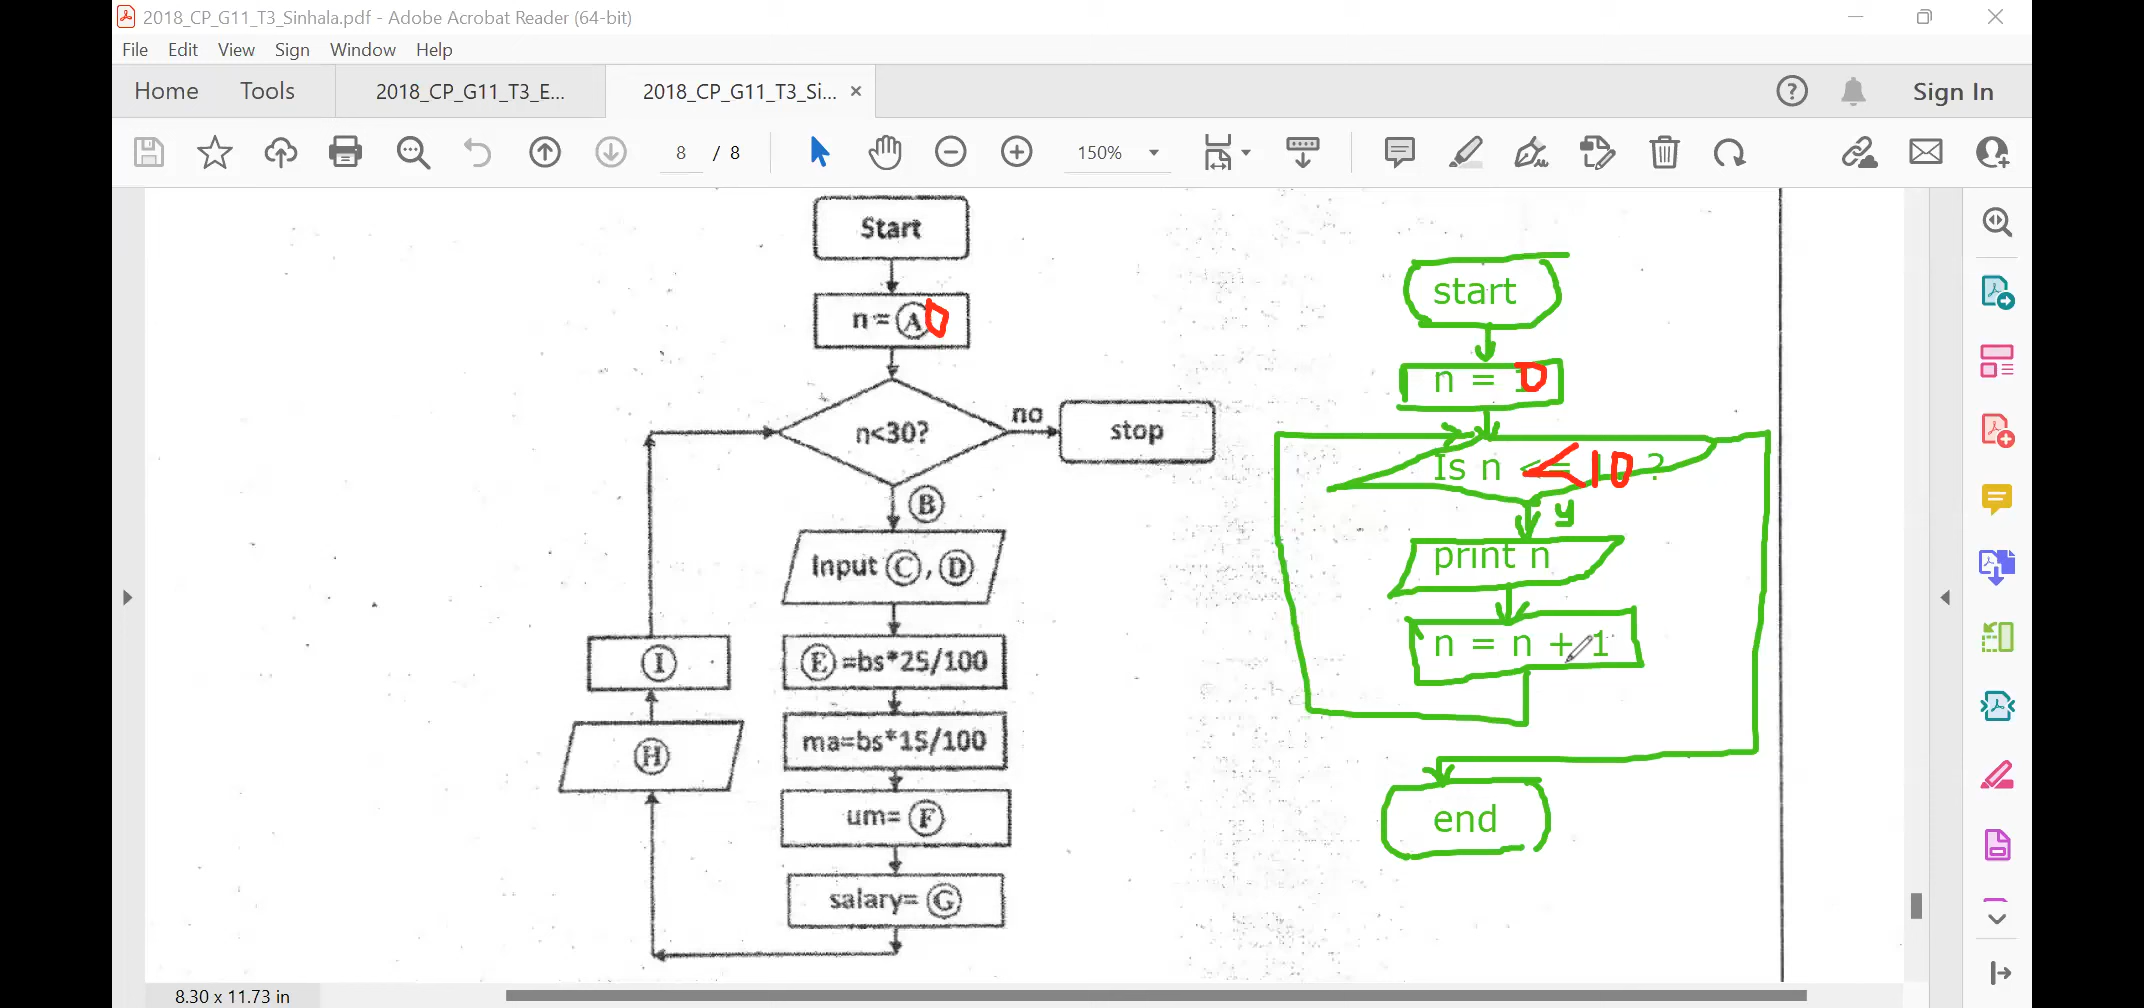 2018_CP_G11_T3_Sinhala.pdf - Adobe Acrobat Reader (64-bit)
File Edit View Sign Window Help
Home Tools 2018_CP_G11_T3_E... 2018_CP_G11_T3_Si... × Sign In
8 / 8 150%
Start
n = A 0
n<30?
no
stop
B
Input C , D
E =bs*25/100
ma=bs*15/100
um= F
salary= G
H
I
start
n = 0
Is n < 10 ?
y
print n
n = n + 1
end
8.30 x 11.73 in